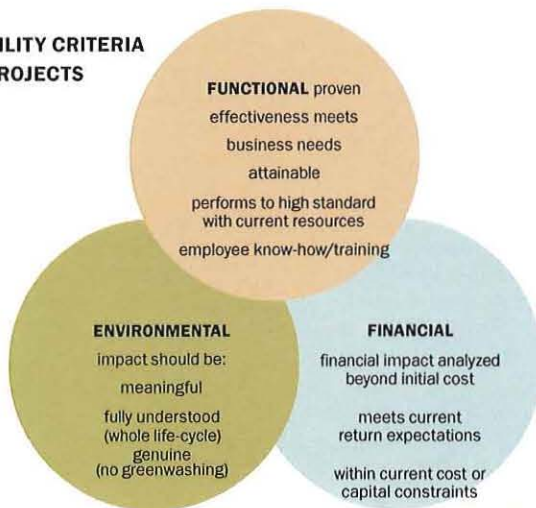 ILITY CRITERIA
ROJECTS
FUNCTIONAL proven
effectiveness meets
business needs
attainable
performs to high standard
with current resources
employee know-how/training
ENVIRONMENTAL
impact should be:
meaningful
fully understood
(whole life-cycle)
genuine
(no greenwashing)
FINANCIAL
financial impact analyzed
beyond initial cost
meets current
return expectations
within current cost or
capital constraints